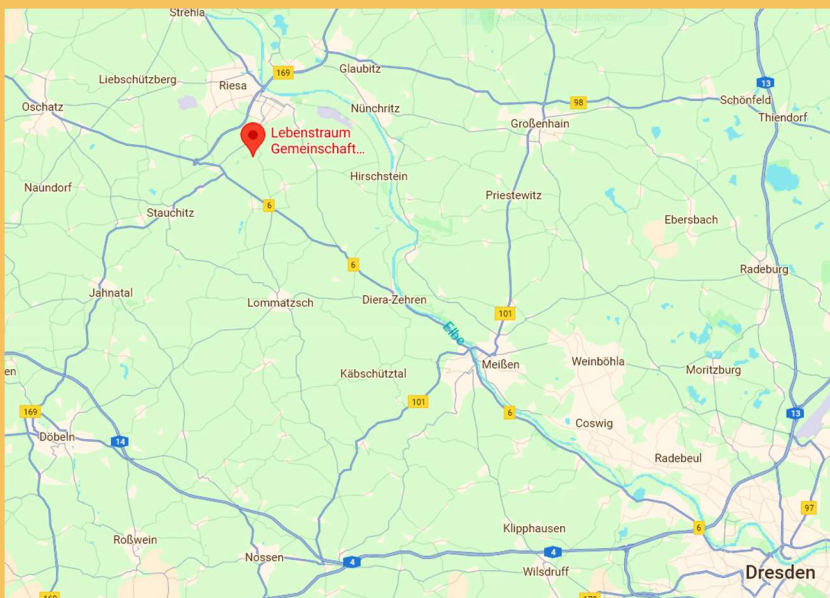 Strehla
169
Glaubitz
13
Liebschützberg
Riesa
Oschatz
Nünchritz
98
Schönfeld
Thiendorf
Großenhain
Lebenstraum
Gemeinschaft...
Hirschstein
Naundorf
Priestewitz
6
Stauchitz
Ebersbach
6
Radeburg
Jahnatal
Lommatzsch
Diera-Zehren
101
Elbe
Meißen
Weinböhla
Käbschütztal
Moritzburg
en
101
6
169
13
Coswig
Döbeln
14
Radebeul
97
Klipphausen
6
Roßwein
4
Nossen
4
Wilsdruff
Dresden
169